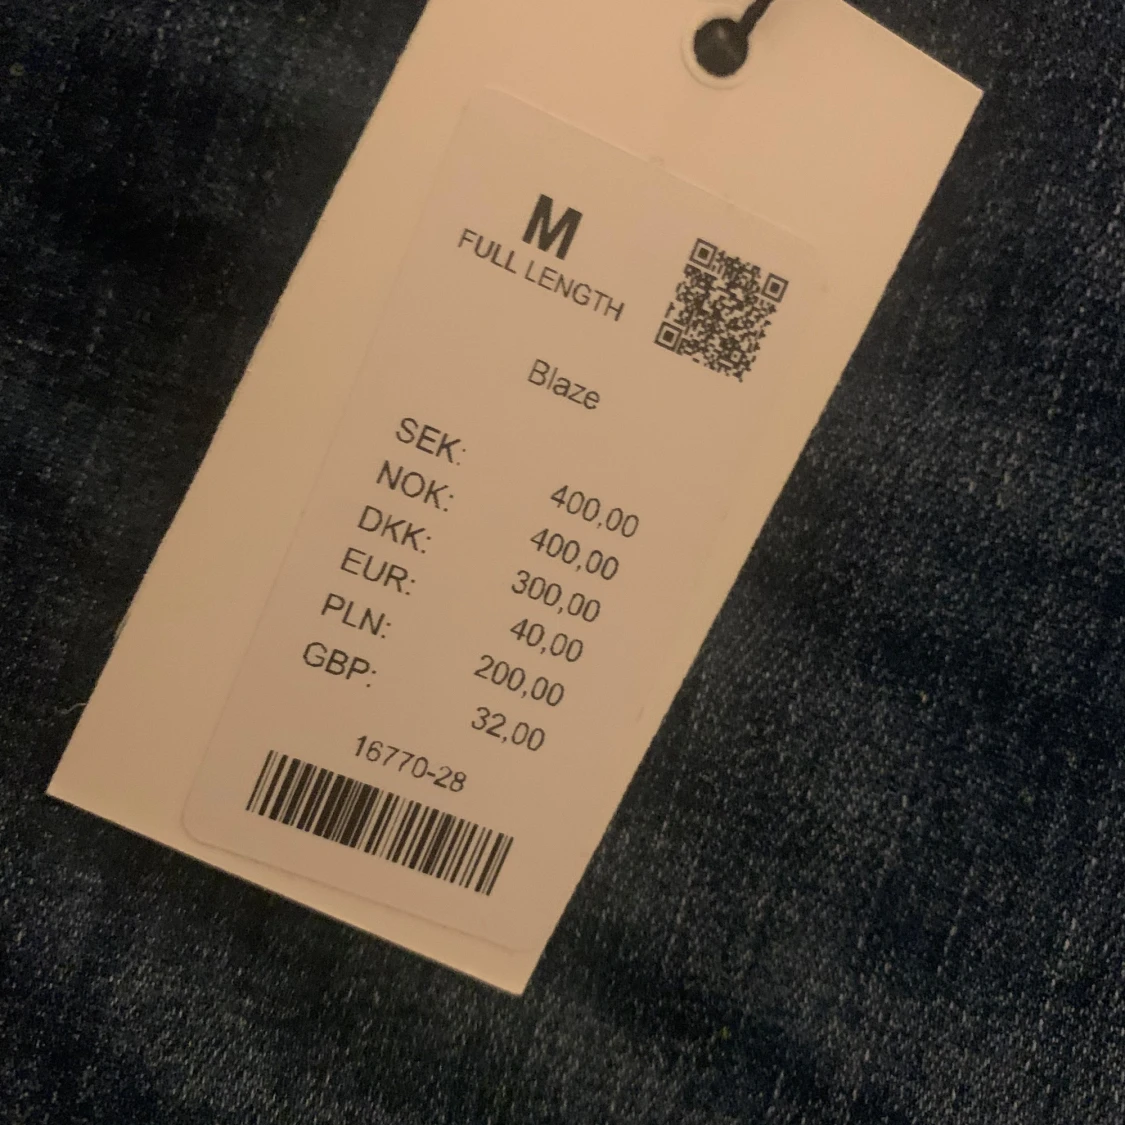 M
FULL LENGTH
Blaze
SEK: 400,00
NOK: 400,00
DKK: 300,00
EUR: 40,00
PLN: 200,00
GBP: 32,00
16770-28